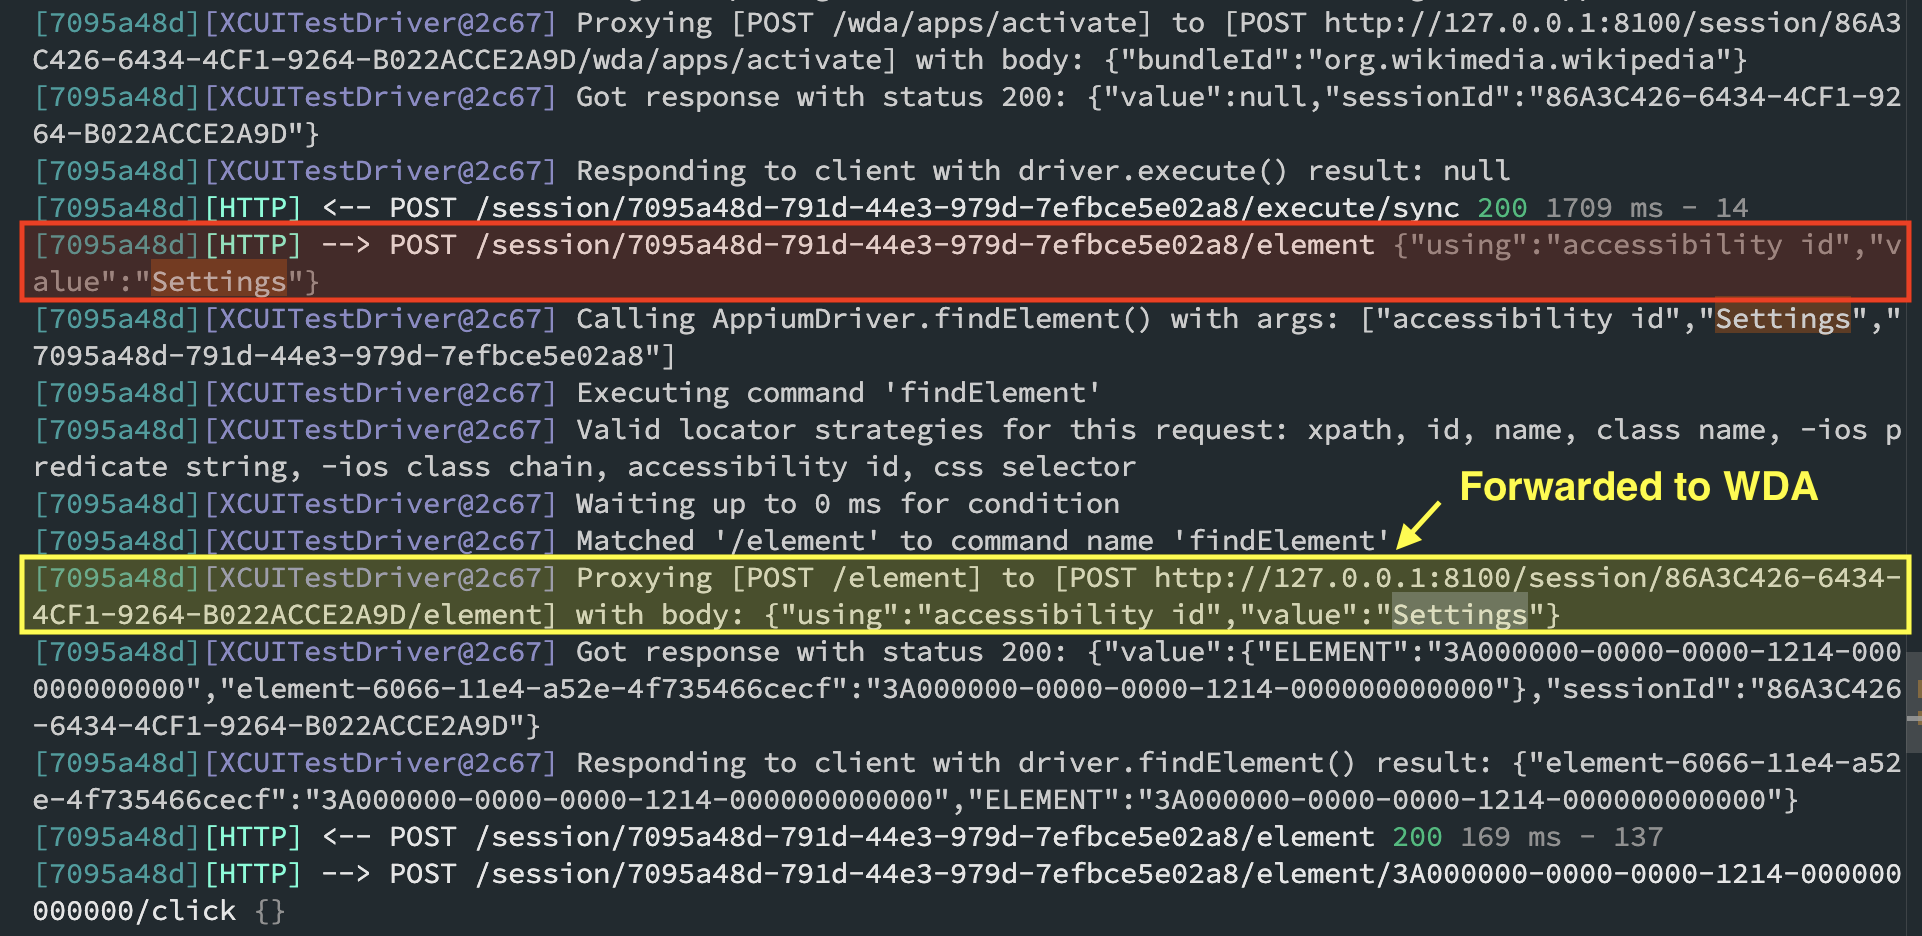 [7095a48d][XCUITestDriver@2c67] Proxying [POST /wda/apps/activate] to [POST http://127.0.0.1:8100/session/86A3
C426-6434-4CF1-9264-B022ACCE2A9D/wda/apps/activate] with body: {"bundleId":"org.wikimedia.wikipedia"}
[7095a48d][XCUITestDriver@2c67] Got response with status 200: {"value":null,"sessionId":"86A3C426-6434-4CF1-92
64-B022ACCE2A9D"}
[7095a48d][XCUITestDriver@2c67] Responding to client with driver.execute() result: null
[7095a48d][HTTP] <-- POST /session/7095a48d-791d-44e3-979d-7efbce5e02a8/execute/sync 200 1709 ms - 14
[7095a48d][HTTP] --> POST /session/7095a48d-791d-44e3-979d-7efbce5e02a8/element {"using":"accessibility id","v
alue":"Settings"}
[7095a48d][XCUITestDriver@2c67] Calling AppiumDriver.findElement() with args: ["accessibility id","Settings","
7095a48d-791d-44e3-979d-7efbce5e02a8"]
[7095a48d][XCUITestDriver@2c67] Executing command 'findElement'
[7095a48d][XCUITestDriver@2c67] Valid locator strategies for this request: xpath, id, name, class name, -ios p
redicate string, -ios class chain, accessibility id, css selector
Forwarded to WDA
[7095a48d][XCUITestDriver@2c67] Waiting up to 0 ms for condition
[7095a48d][XCUITestDriver@2c67] Matched '/element' to command name 'findElement'
[7095a48d][XCUITestDriver@2c67] Proxying [POST /element] to [POST http://127.0.0.1:8100/session/86A3C426-6434-
4CF1-9264-B022ACCE2A9D/element] with body: {"using":"accessibility id","value":"Settings"}
[7095a48d][XCUITestDriver@2c67] Got response with status 200: {"value":{"ELEMENT":"3A000000-0000-0000-1214-000
000000000","element-6066-11e4-a52e-4f735466cecf":"3A000000-0000-0000-1214-000000000000"},"sessionId":"86A3C426
-6434-4CF1-9264-B022ACCE2A9D"}
[7095a48d][XCUITestDriver@2c67] Responding to client with driver.findElement() result: {"element-6066-11e4-a52
e-4f735466cecf":"3A000000-0000-0000-1214-000000000000","ELEMENT":"3A000000-0000-0000-1214-000000000000"}
[7095a48d][HTTP] <-- POST /session/7095a48d-791d-44e3-979d-7efbce5e02a8/element 200 169 ms - 137
[7095a48d][HTTP] --> POST /session/7095a48d-791d-44e3-979d-7efbce5e02a8/element/3A000000-0000-0000-1214-000000
000000/click {}